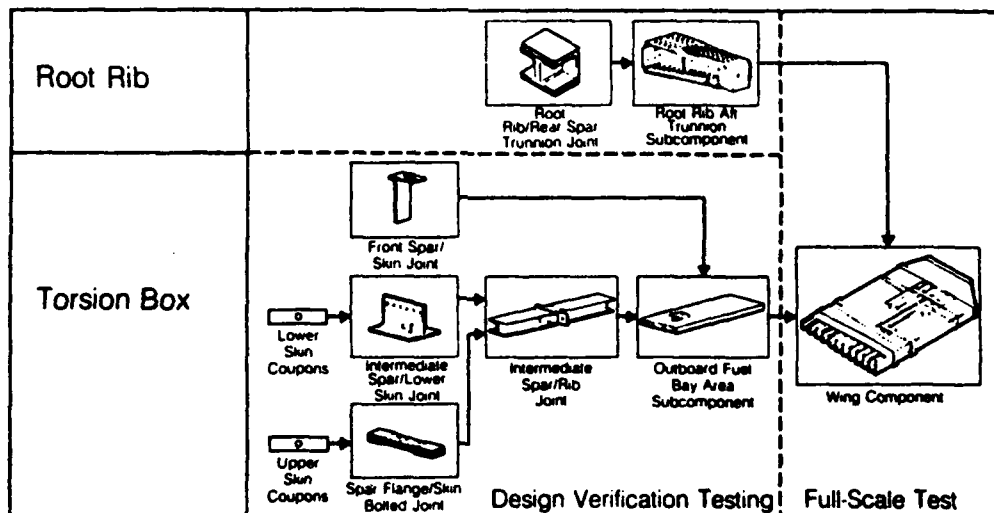 Root Rib
Root
Rib/Rear Spar
Trunnion Joint
Root Rib Aft
Trunnion
Subcomponent
Torsion Box
Front Spar/
Skin Joint
Lower
Skin
Coupons
Intermediate
Spar/Lower
Skin Joint
Intermediate
Spar/Rib
Joint
Outboard Fuel
Bay Area
Subcomponent
Wing Component
Upper
Skin
Coupons
Spar Flange/Skin
Bolted Joint
Design Verification Testing
Full-Scale Test